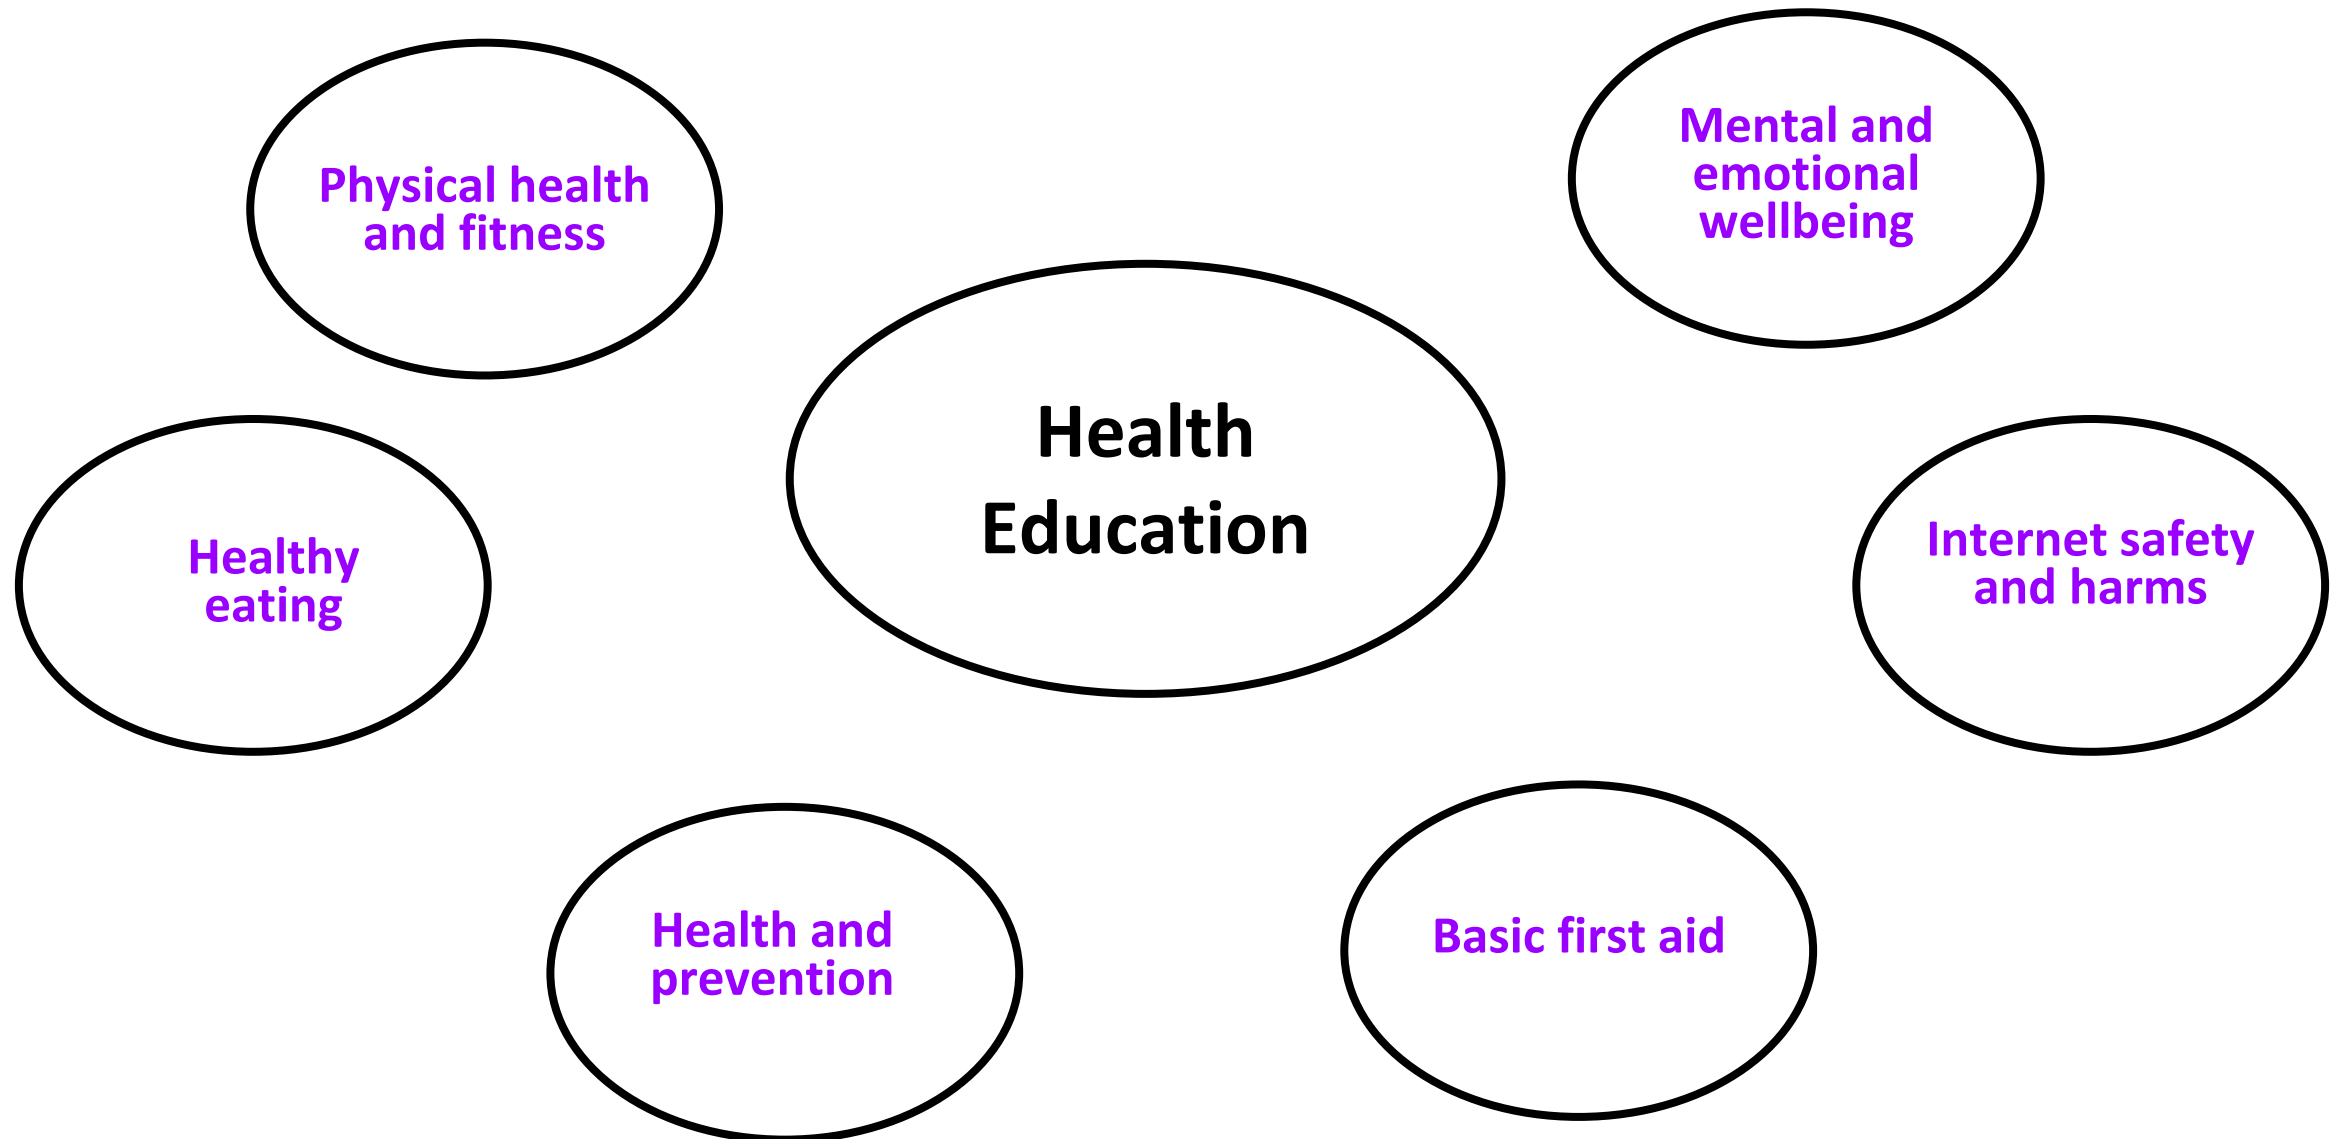 Physical health
and fitness
Mental and
emotional
wellbeing
Health
Education
Healthy
eating
Internet safety
and harms
Health and
prevention
Basic first aid